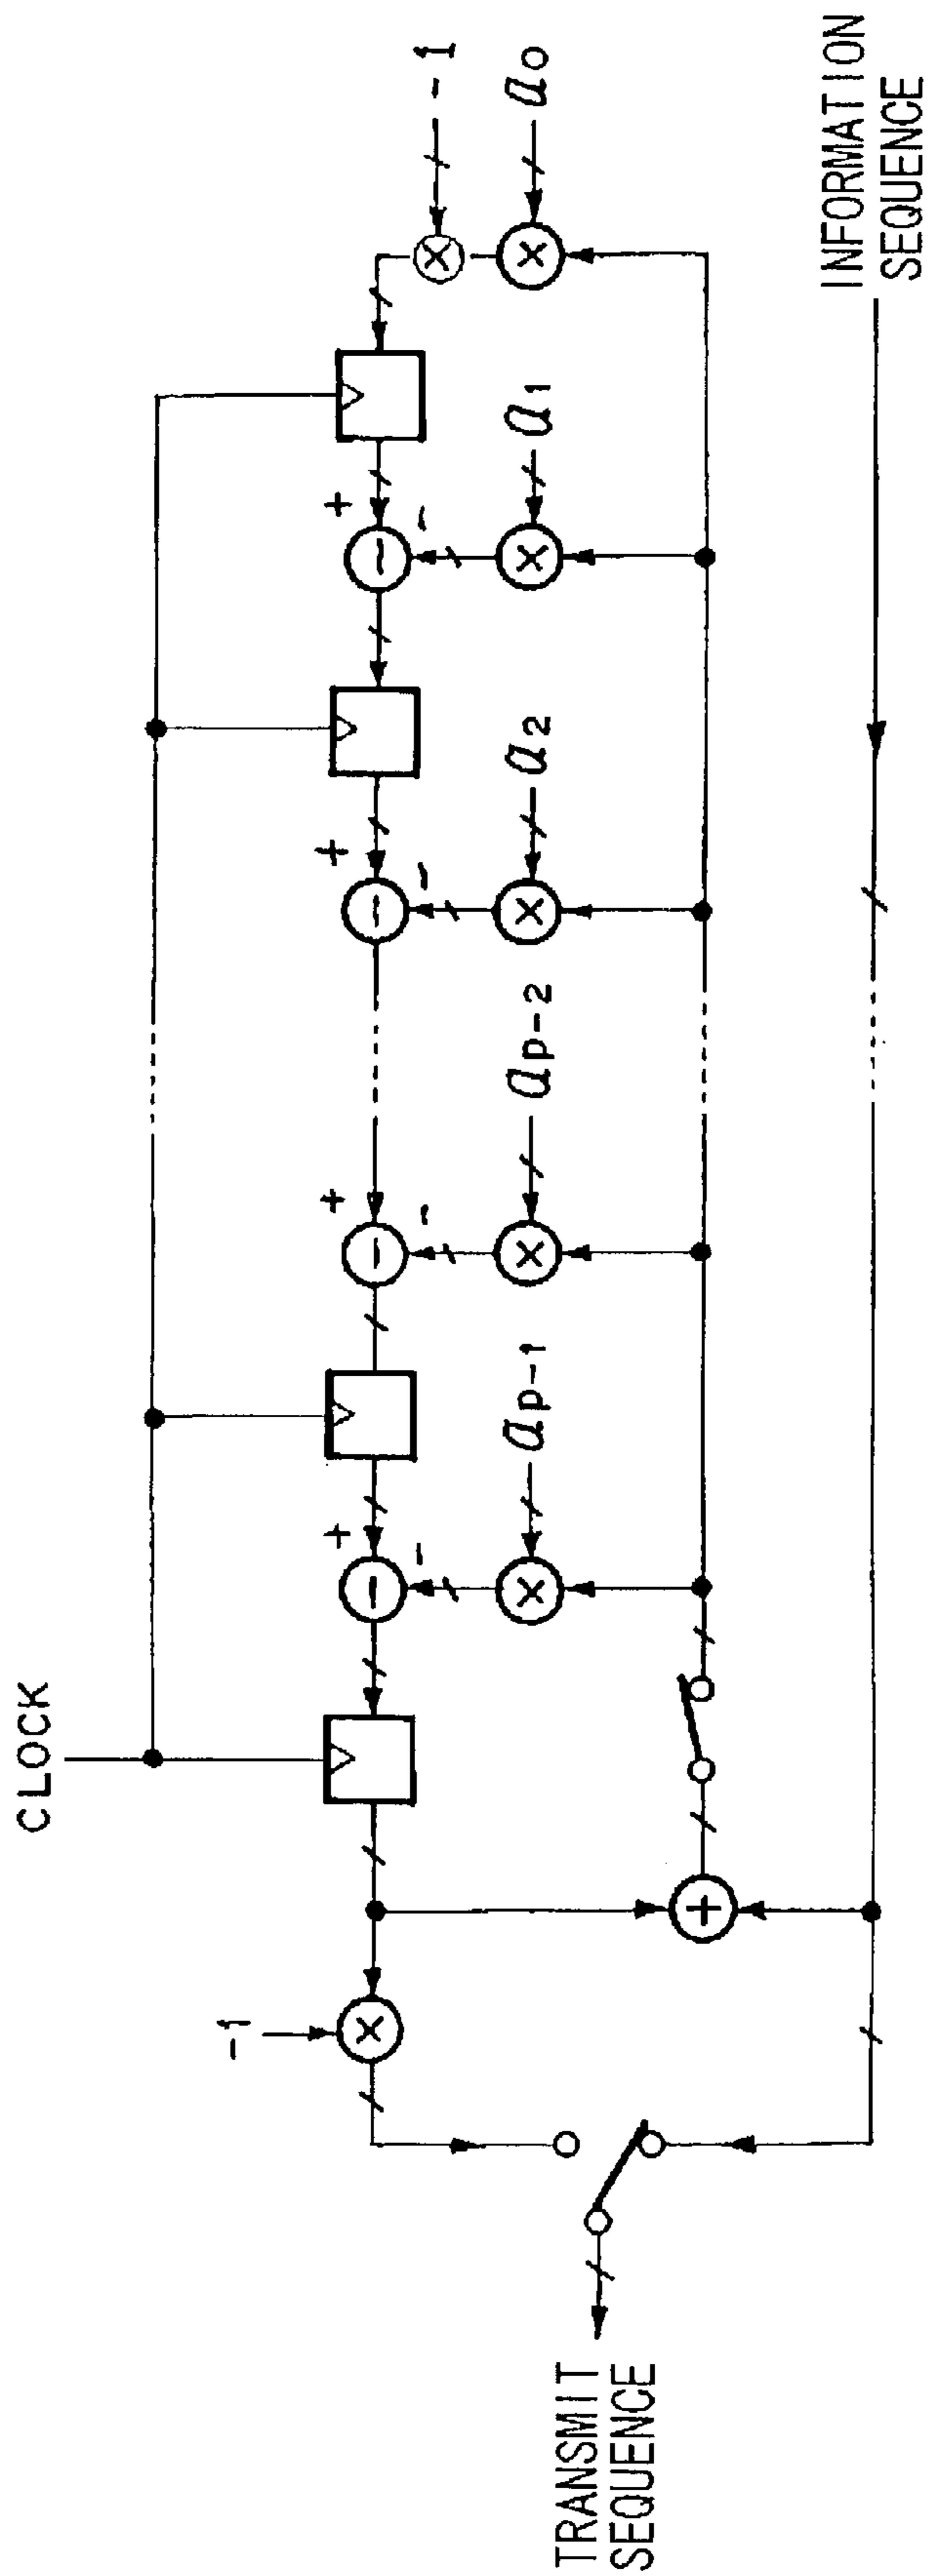 CLOCK
-1
+
+
+
+
×
−
−
−
−
-
-
-
-
×
-1
ap-1
ap-2
a2
a1
a0
×
×
×
×
×
TRANSMIT
SEQUENCE
+
INFORMATION
SEQUENCE